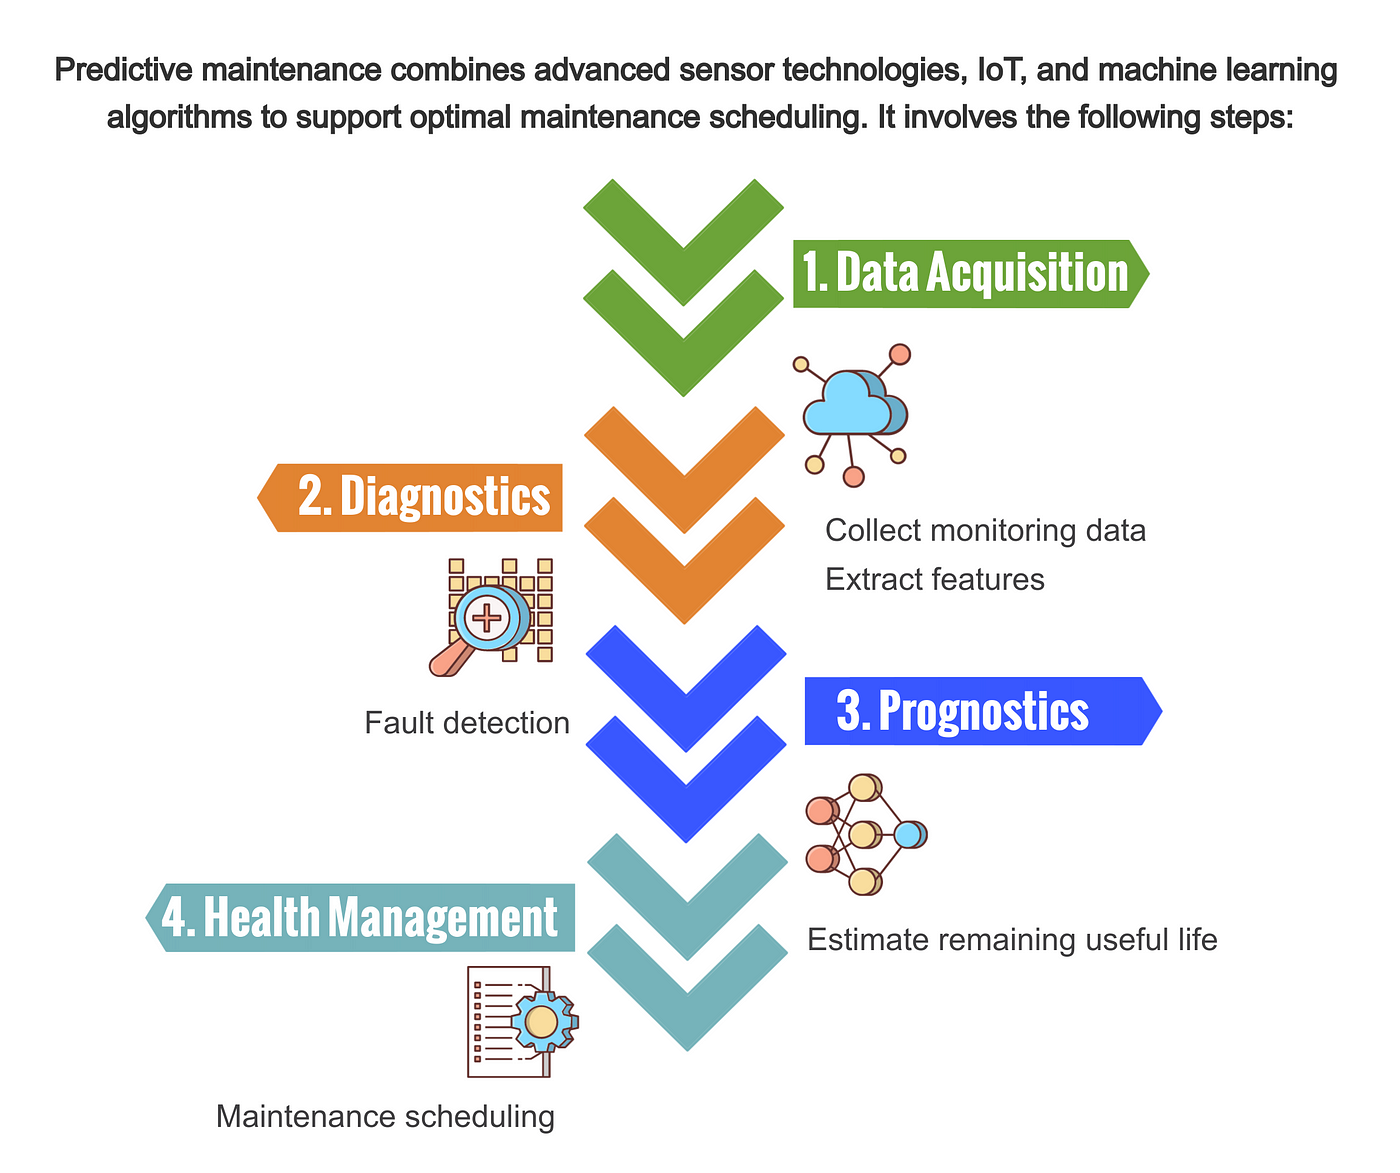 Predictive maintenance combines advanced sensor technologies, IoT, and machine learning
algorithms to support optimal maintenance scheduling. It involves the following steps:
1. Data Acquisition
Collect monitoring data
Extract features
2. Diagnostics
Fault detection
3. Prognostics
Estimate remaining useful life
4. Health Management
Maintenance scheduling